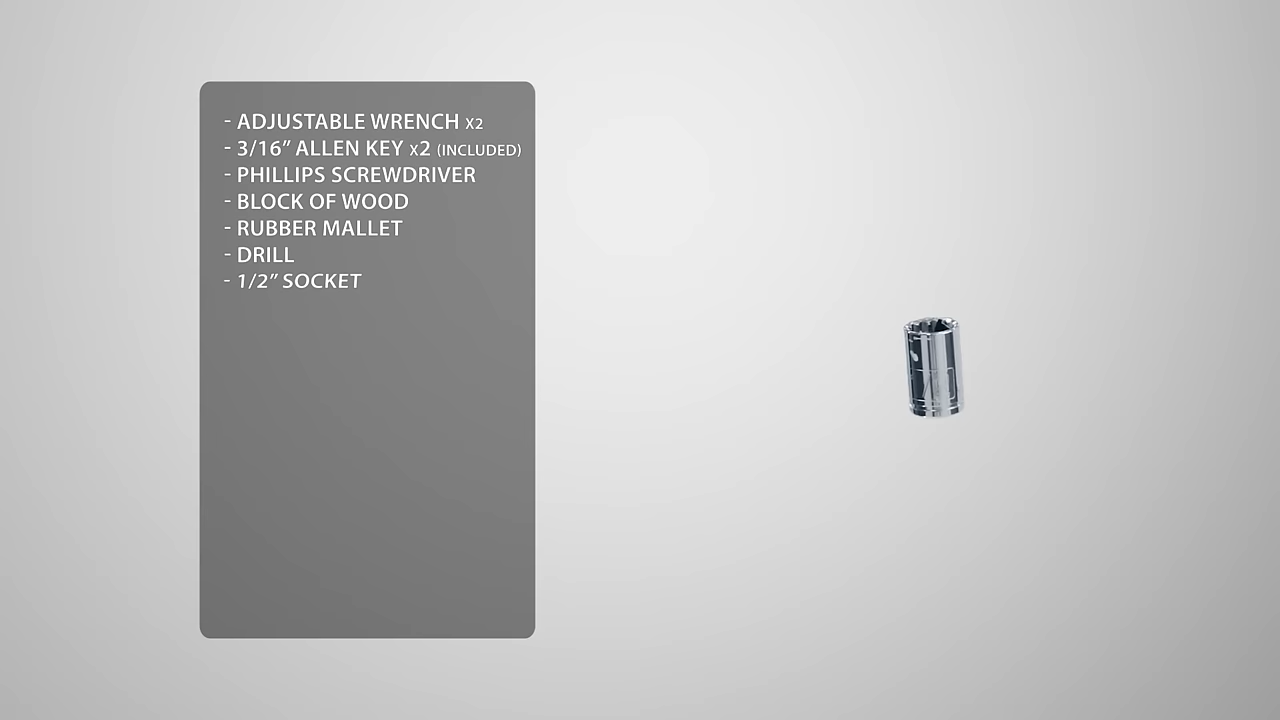 - ADJUSTABLE WRENCH X2
- 3/16” ALLEN KEY X2 (INCLUDED)
- PHILLIPS SCREWDRIVER
- BLOCK OF WOOD
- RUBBER MALLET
- DRILL
- 1/2” SOCKET